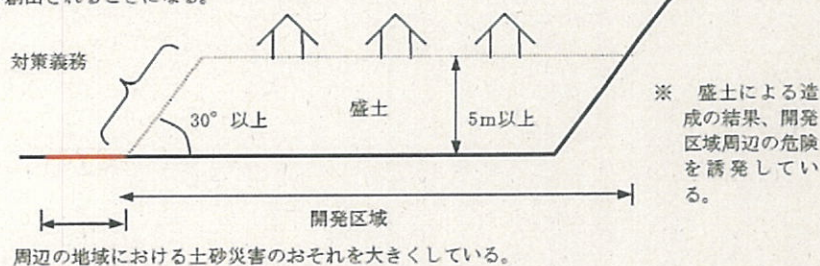 対策義務
30° 以上
盛土
5m以上
※ 盛土による造
成の結果、開発
区域周辺の危険
を誘発してい
る。
開発区域
周辺の地域における土砂災害のおそれを大きくしている。